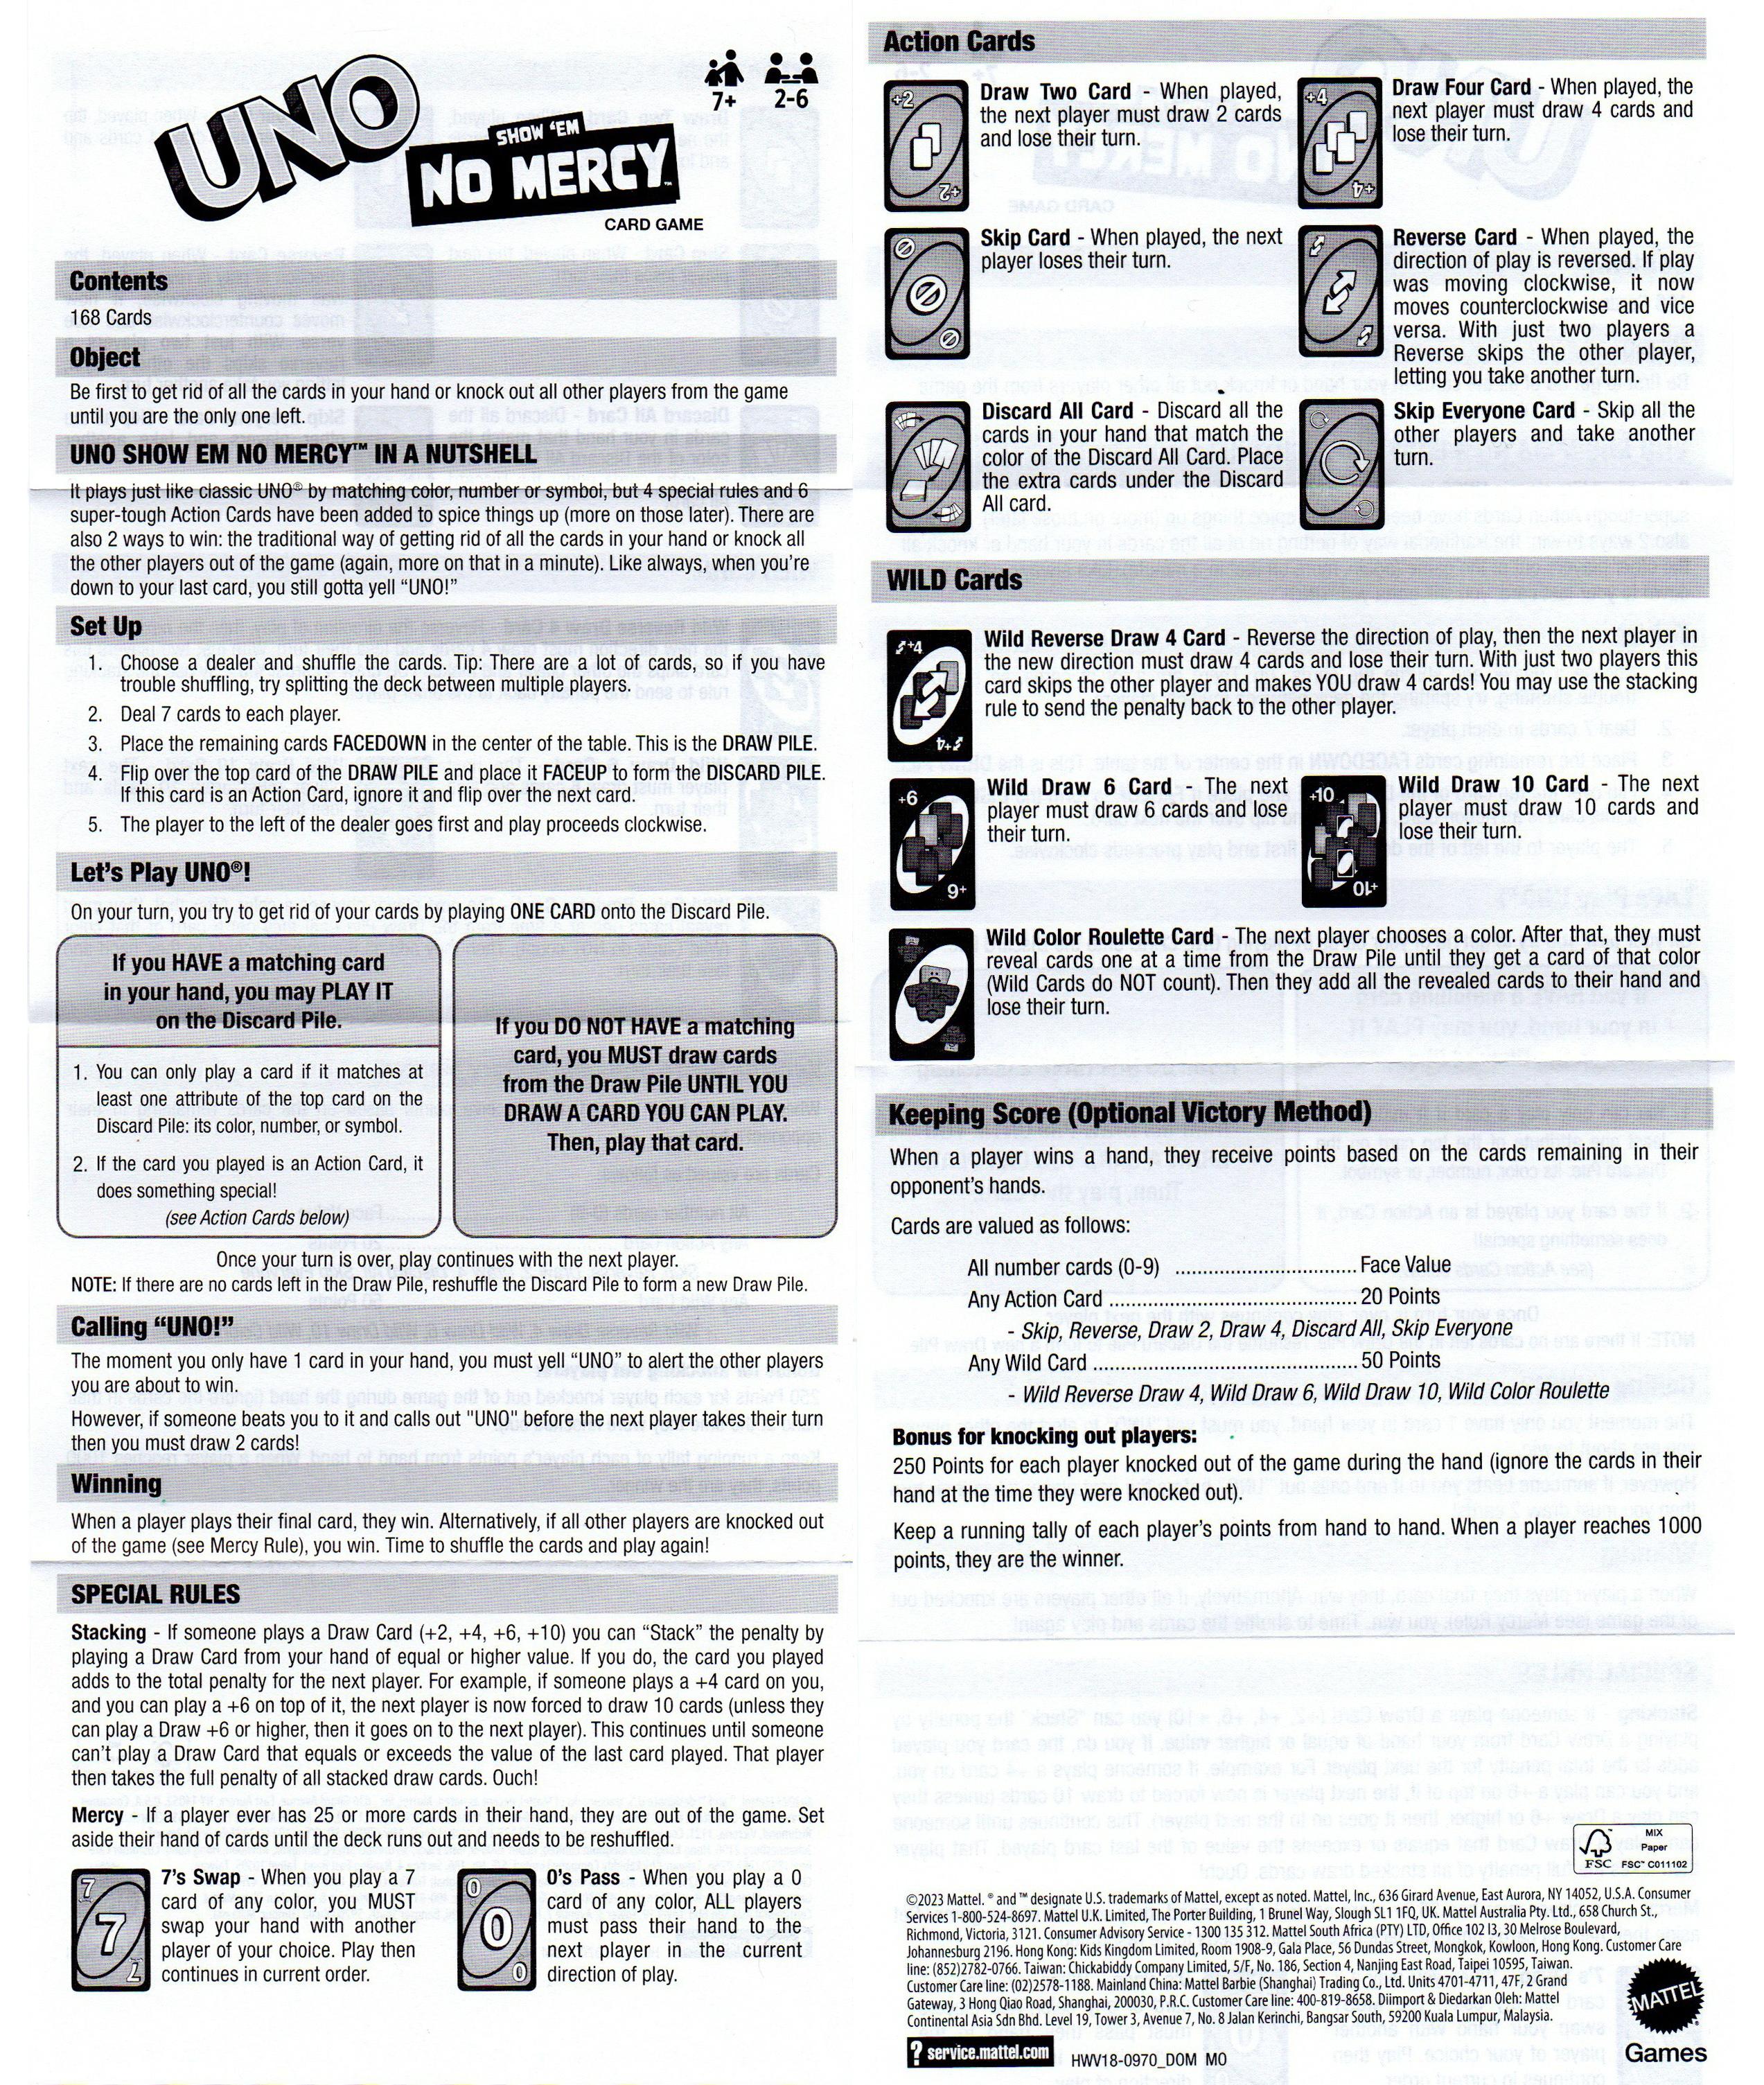 UNO
SHOW 'EM
NO MERCY™
CARD GAME
7+
2-6
Contents
168 Cards
Object
Be first to get rid of all the cards in your hand or knock out all other players from the game
until you are the only one left.
UNO SHOW EM NO MERCY™ IN A NUTSHELL
It plays just like classic UNO® by matching color, number or symbol, but 4 special rules and 6
super-tough Action Cards have been added to spice things up (more on those later). There are
also 2 ways to win: the traditional way of getting rid of all the cards in your hand or knock all
the other players out of the game (again, more on that in a minute). Like always, when you're
down to your last card, you still gotta yell “UNO!”
Set Up
1. Choose a dealer and shuffle the cards. Tip: There are a lot of cards, so if you have
trouble shuffling, try splitting the deck between multiple players.
2. Deal 7 cards to each player.
3. Place the remaining cards FACEDOWN in the center of the table. This is the DRAW PILE.
4. Flip over the top card of the DRAW PILE and place it FACEUP to form the DISCARD PILE.
If this card is an Action Card, ignore it and flip over the next card.
5. The player to the left of the dealer goes first and play proceeds clockwise.
Let's Play UNO®!
On your turn, you try to get rid of your cards by playing ONE CARD onto the Discard Pile.
If you HAVE a matching card
in your hand, you may PLAY IT
on the Discard Pile.
1. You can only play a card if it matches at
least one attribute of the top card on the
Discard Pile: its color, number, or symbol.
2. If the card you played is an Action Card, it
does something special!
(see Action Cards below)
If you DO NOT HAVE a matching
card, you MUST draw cards
from the Draw Pile UNTIL YOU
DRAW A CARD YOU CAN PLAY.
Then, play that card.
Once your turn is over, play continues with the next player.
NOTE: If there are no cards left in the Draw Pile, reshuffle the Discard Pile to form a new Draw Pile.
Calling “UNO!”
The moment you only have 1 card in your hand, you must yell “UNO” to alert the other players
you are about to win.
However, if someone beats you to it and calls out "UNO" before the next player takes their turn
then you must draw 2 cards!
Winning
When a player plays their final card, they win. Alternatively, if all other players are knocked out
of the game (see Mercy Rule), you win. Time to shuffle the cards and play again!
SPECIAL RULES
Stacking - If someone plays a Draw Card (+2, +4, +6, +10) you can “Stack” the penalty by
playing a Draw Card from your hand of equal or higher value. If you do, the card you played
adds to the total penalty for the next player. For example, if someone plays a +4 card on you,
and you can play a +6 on top of it, the next player is now forced to draw 10 cards (unless they
can play a Draw +6 or higher, then it goes on to the next player). This continues until someone
can't play a Draw Card that equals or exceeds the value of the last card played. That player
then takes the full penalty of all stacked draw cards. Ouch!
Mercy - If a player ever has 25 or more cards in their hand, they are out of the game. Set
aside their hand of cards until the deck runs out and needs to be reshuffled.
7
7
7
7's Swap - When you play a 7
card of any color, you MUST
swap your hand with another
player of your choice. Play then
continues in current order.
0
0
0
0's Pass - When you play a 0
card of any color, ALL players
must pass their hand to the
next player in the current
direction of play.
Action Cards
+2
+2
Draw Two Card - When played,
the next player must draw 2 cards
and lose their turn.
+4
+4
Draw Four Card - When played, the
next player must draw 4 cards and
lose their turn.
Skip Card - When played, the next
player loses their turn.
Reverse Card - When played, the
direction of play is reversed. If play
was moving clockwise, it now
moves counterclockwise and vice
versa. With just two players a
Reverse skips the other player,
letting you take another turn.
Discard All Card - Discard all the
cards in your hand that match the
color of the Discard All Card. Place
the extra cards under the Discard
All card.
Skip Everyone Card - Skip all the
other players and take another
turn.
WILD Cards
+4
+4
Wild Reverse Draw 4 Card - Reverse the direction of play, then the next player in
the new direction must draw 4 cards and lose their turn. With just two players this
card skips the other player and makes YOU draw 4 cards! You may use the stacking
rule to send the penalty back to the other player.
+6
+6
Wild Draw 6 Card - The next
player must draw 6 cards and lose
their turn.
+10
+10
Wild Draw 10 Card - The next
player must draw 10 cards and
lose their turn.
Wild Color Roulette Card - The next player chooses a color. After that, they must
reveal cards one at a time from the Draw Pile until they get a card of that color
(Wild Cards do NOT count). Then they add all the revealed cards to their hand and
lose their turn.
Keeping Score (Optional Victory Method)
When a player wins a hand, they receive points based on the cards remaining in their
opponent's hands.
Cards are valued as follows:
All number cards (0-9) ................................ Face Value
Any Action Card ............................................ 20 Points
- Skip, Reverse, Draw 2, Draw 4, Discard All, Skip Everyone
Any Wild Card ............................................... 50 Points
- Wild Reverse Draw 4, Wild Draw 6, Wild Draw 10, Wild Color Roulette
Bonus for knocking out players:
250 Points for each player knocked out of the game during the hand (ignore the cards in their
hand at the time they were knocked out).
Keep a running tally of each player's points from hand to hand. When a player reaches 1000
points, they are the winner.
FSC
MIX
Paper
FSC™ C011102
©2023 Mattel. ® and ™ designate U.S. trademarks of Mattel, except as noted. Mattel, Inc., 636 Girard Avenue, East Aurora, NY 14052, U.S.A. Consumer
Services 1-800-524-8697. Mattel U.K. Limited, The Porter Building, 1 Brunel Way, Slough SL1 1FQ, UK. Mattel Australia Pty. Ltd., 658 Church St.,
Richmond, Victoria, 3121. Consumer Advisory Service - 1300 135 312. Mattel South Africa (PTY) LTD, Office 102 I3, 30 Melrose Boulevard,
Johannesburg 2196. Hong Kong: Kids Kingdom Limited, Room 1908-9, Gala Place, 56 Dundas Street, Mongkok, Kowloon, Hong Kong. Customer Care
line: (852)2782-0766. Taiwan: Chickabiddy Company Limited, 5/F, No. 186, Section 4, Nanjing East Road, Taipei 10595, Taiwan.
Customer Care line: (02)2578-1188. Mainland China: Mattel Barbie (Shanghai) Trading Co., Ltd. Units 4701-4711, 47F, 2 Grand
Gateway, 3 Hong Qiao Road, Shanghai, 200030, P.R.C. Customer Care line: 400-819-8658. Diimport & Diedarkan Oleh: Mattel
Continental Asia Sdn Bhd. Level 19, Tower 3, Avenue 7, No. 8 Jalan Kerinchi, Bangsar South, 59200 Kuala Lumpur, Malaysia.
? service.mattel.com
HWV18-0970_DOM M0
MATTEL
Games